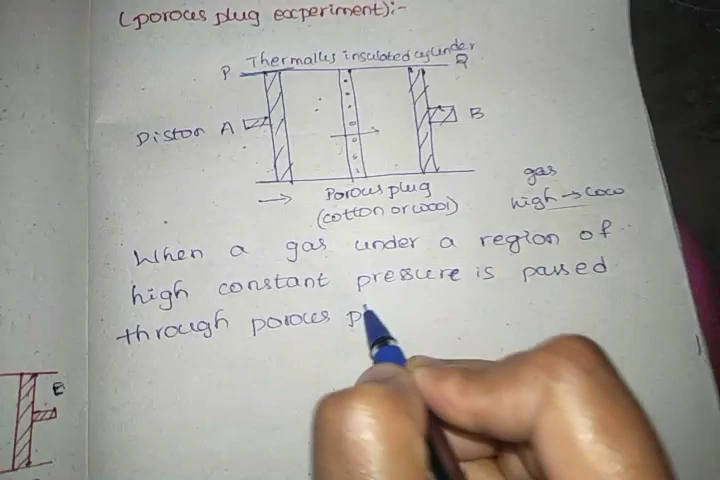 (porous plug experiment):-
P Thermally insulated cylinder Q
Piston A
B
Porous plug
(cotton or wool)
gas
high → low
When a gas under a region of
high constant pressure is passed
through porous p
B